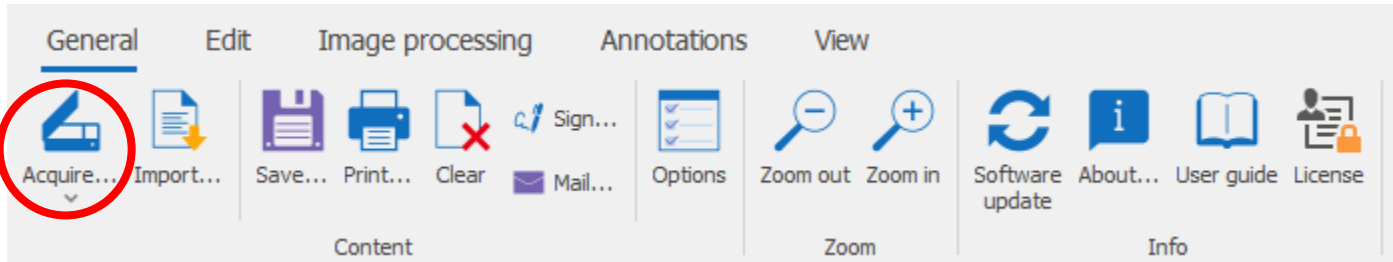 General Edit Image processing Annotations View
Sign...
Acquire... Import... Save... Print... Clear Mail... Options Zoom out Zoom in Software update About... User guide License
Content Zoom Info